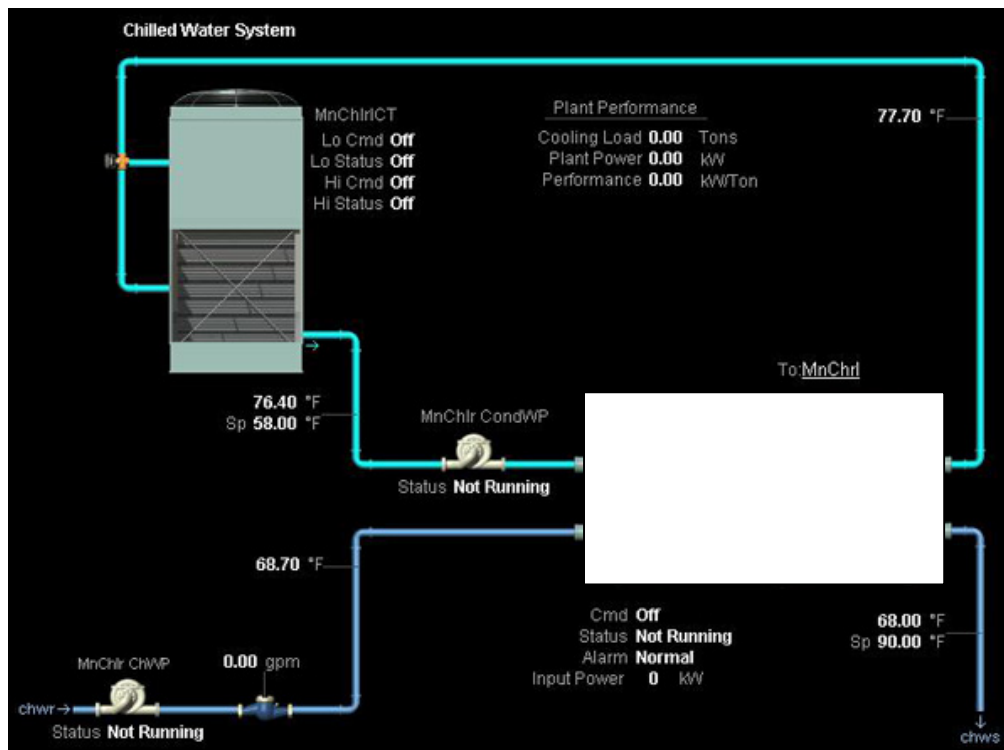 Chilled Water System
MnChlrlCT
Lo Cmd Off
Lo Status Off
Hi Cmd Off
Hi Status Off
Plant Performance
Cooling Load 0.00 Tons
Plant Power 0.00 kW
Performance 0.00 kW/Ton
77.70 °F
76.40 °F
Sp 58.00 °F
MnChlr CondWP
Status Not Running
To:MnChrl
68.70 °F
Cmd Off
Status Not Running
Alarm Normal
Input Power 0 kW
68.00 °F
Sp 90.00 °F
MnChlr ChWP
0.00 gpm
chwr
Status Not Running
chws